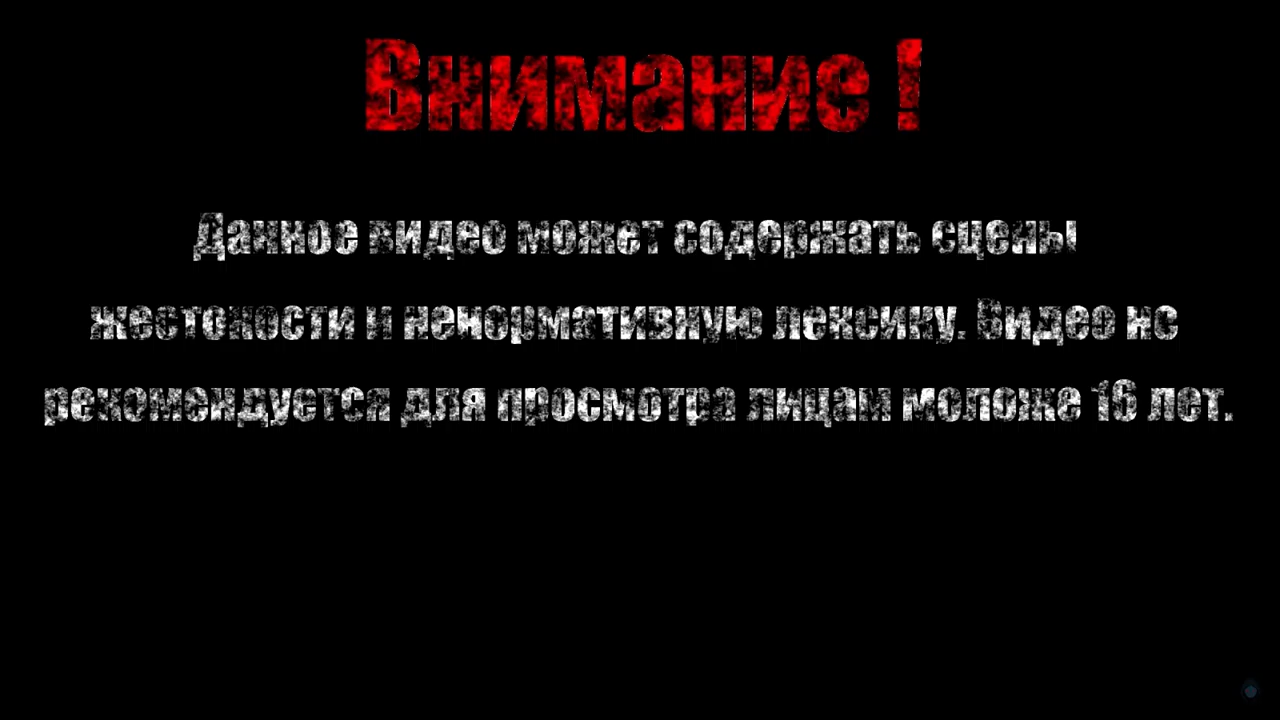 Внимание !
Данное видео может содержать сцены
жестокости и ненормативную лексику. Видео не
рекомендуется для просмотра лицам моложе 16 лет.